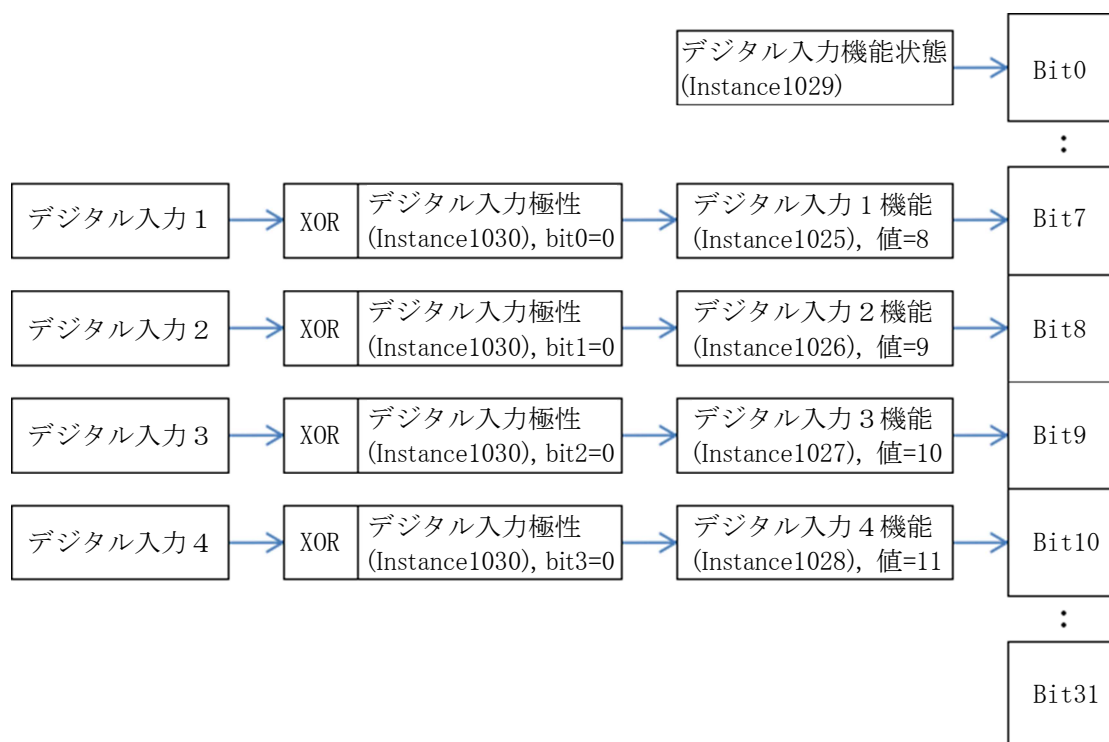 デジタル入力機能状態
(Instance1029)
Bit0
:
デジタル入力１
XOR
デジタル入力極性
(Instance1030), bit0=0
デジタル入力１機能
(Instance1025), 値=8
Bit7
デジタル入力２
XOR
デジタル入力極性
(Instance1030), bit1=0
デジタル入力２機能
(Instance1026), 値=9
Bit8
デジタル入力３
XOR
デジタル入力極性
(Instance1030), bit2=0
デジタル入力３機能
(Instance1027), 値=10
Bit9
デジタル入力４
XOR
デジタル入力極性
(Instance1030), bit3=0
デジタル入力４機能
(Instance1028), 値=11
Bit10
:
Bit31